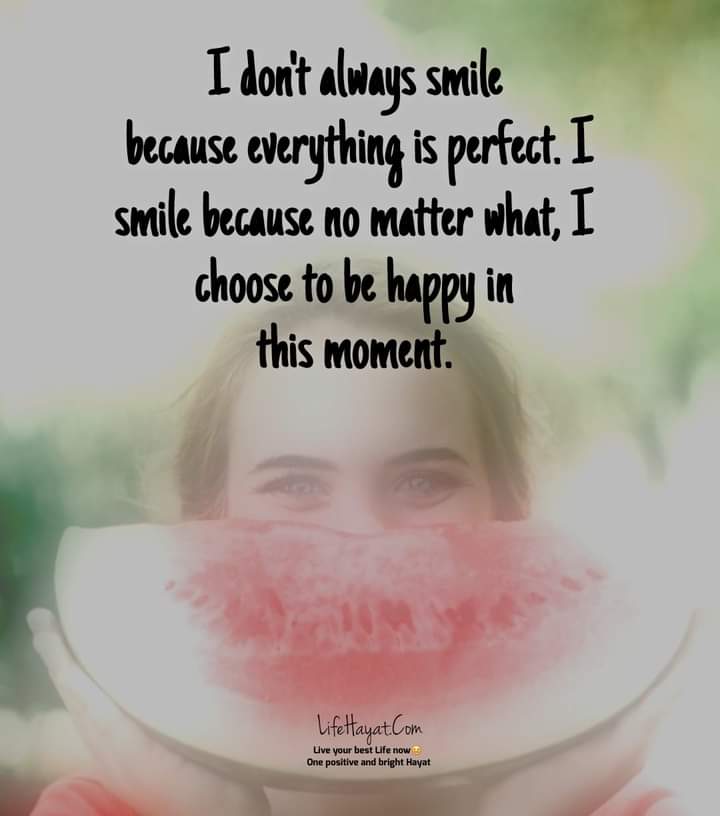 I don't always smile
because everything is perfect. I
smile because no matter what, I
choose to be happy in
this moment.
LifeHayat.Com
Live your best Life now😊
One positive and bright Hayat